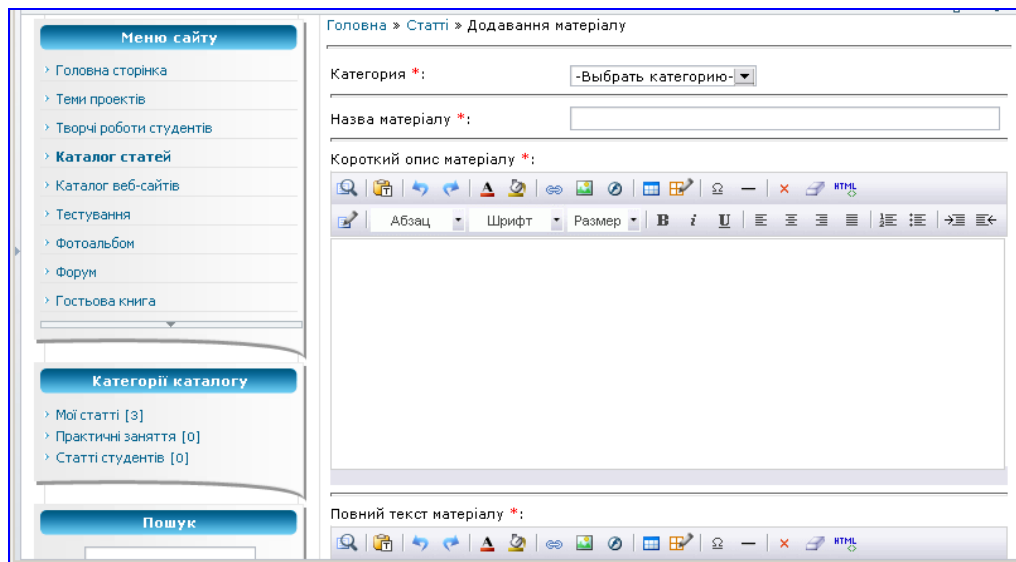 Меню сайту
Головна сторінка
Теми проектів
Творчі роботи студентів
Каталог статей
Каталог веб-сайтів
Тестування
Фотоальбом
Форум
Гостьова книга
Категорії каталогу
Мої статті [3]
Практичні заняття [0]
Статті студентів [0]
Пошук
Головна » Статті » Додавання матеріалу
Категория *: -Выбрать категорию-
Назва матеріалу *:
Короткий опис матеріалу *:
HTML
Абзац Шрифт Размер B i U
Повний текст матеріалу *:
HTML